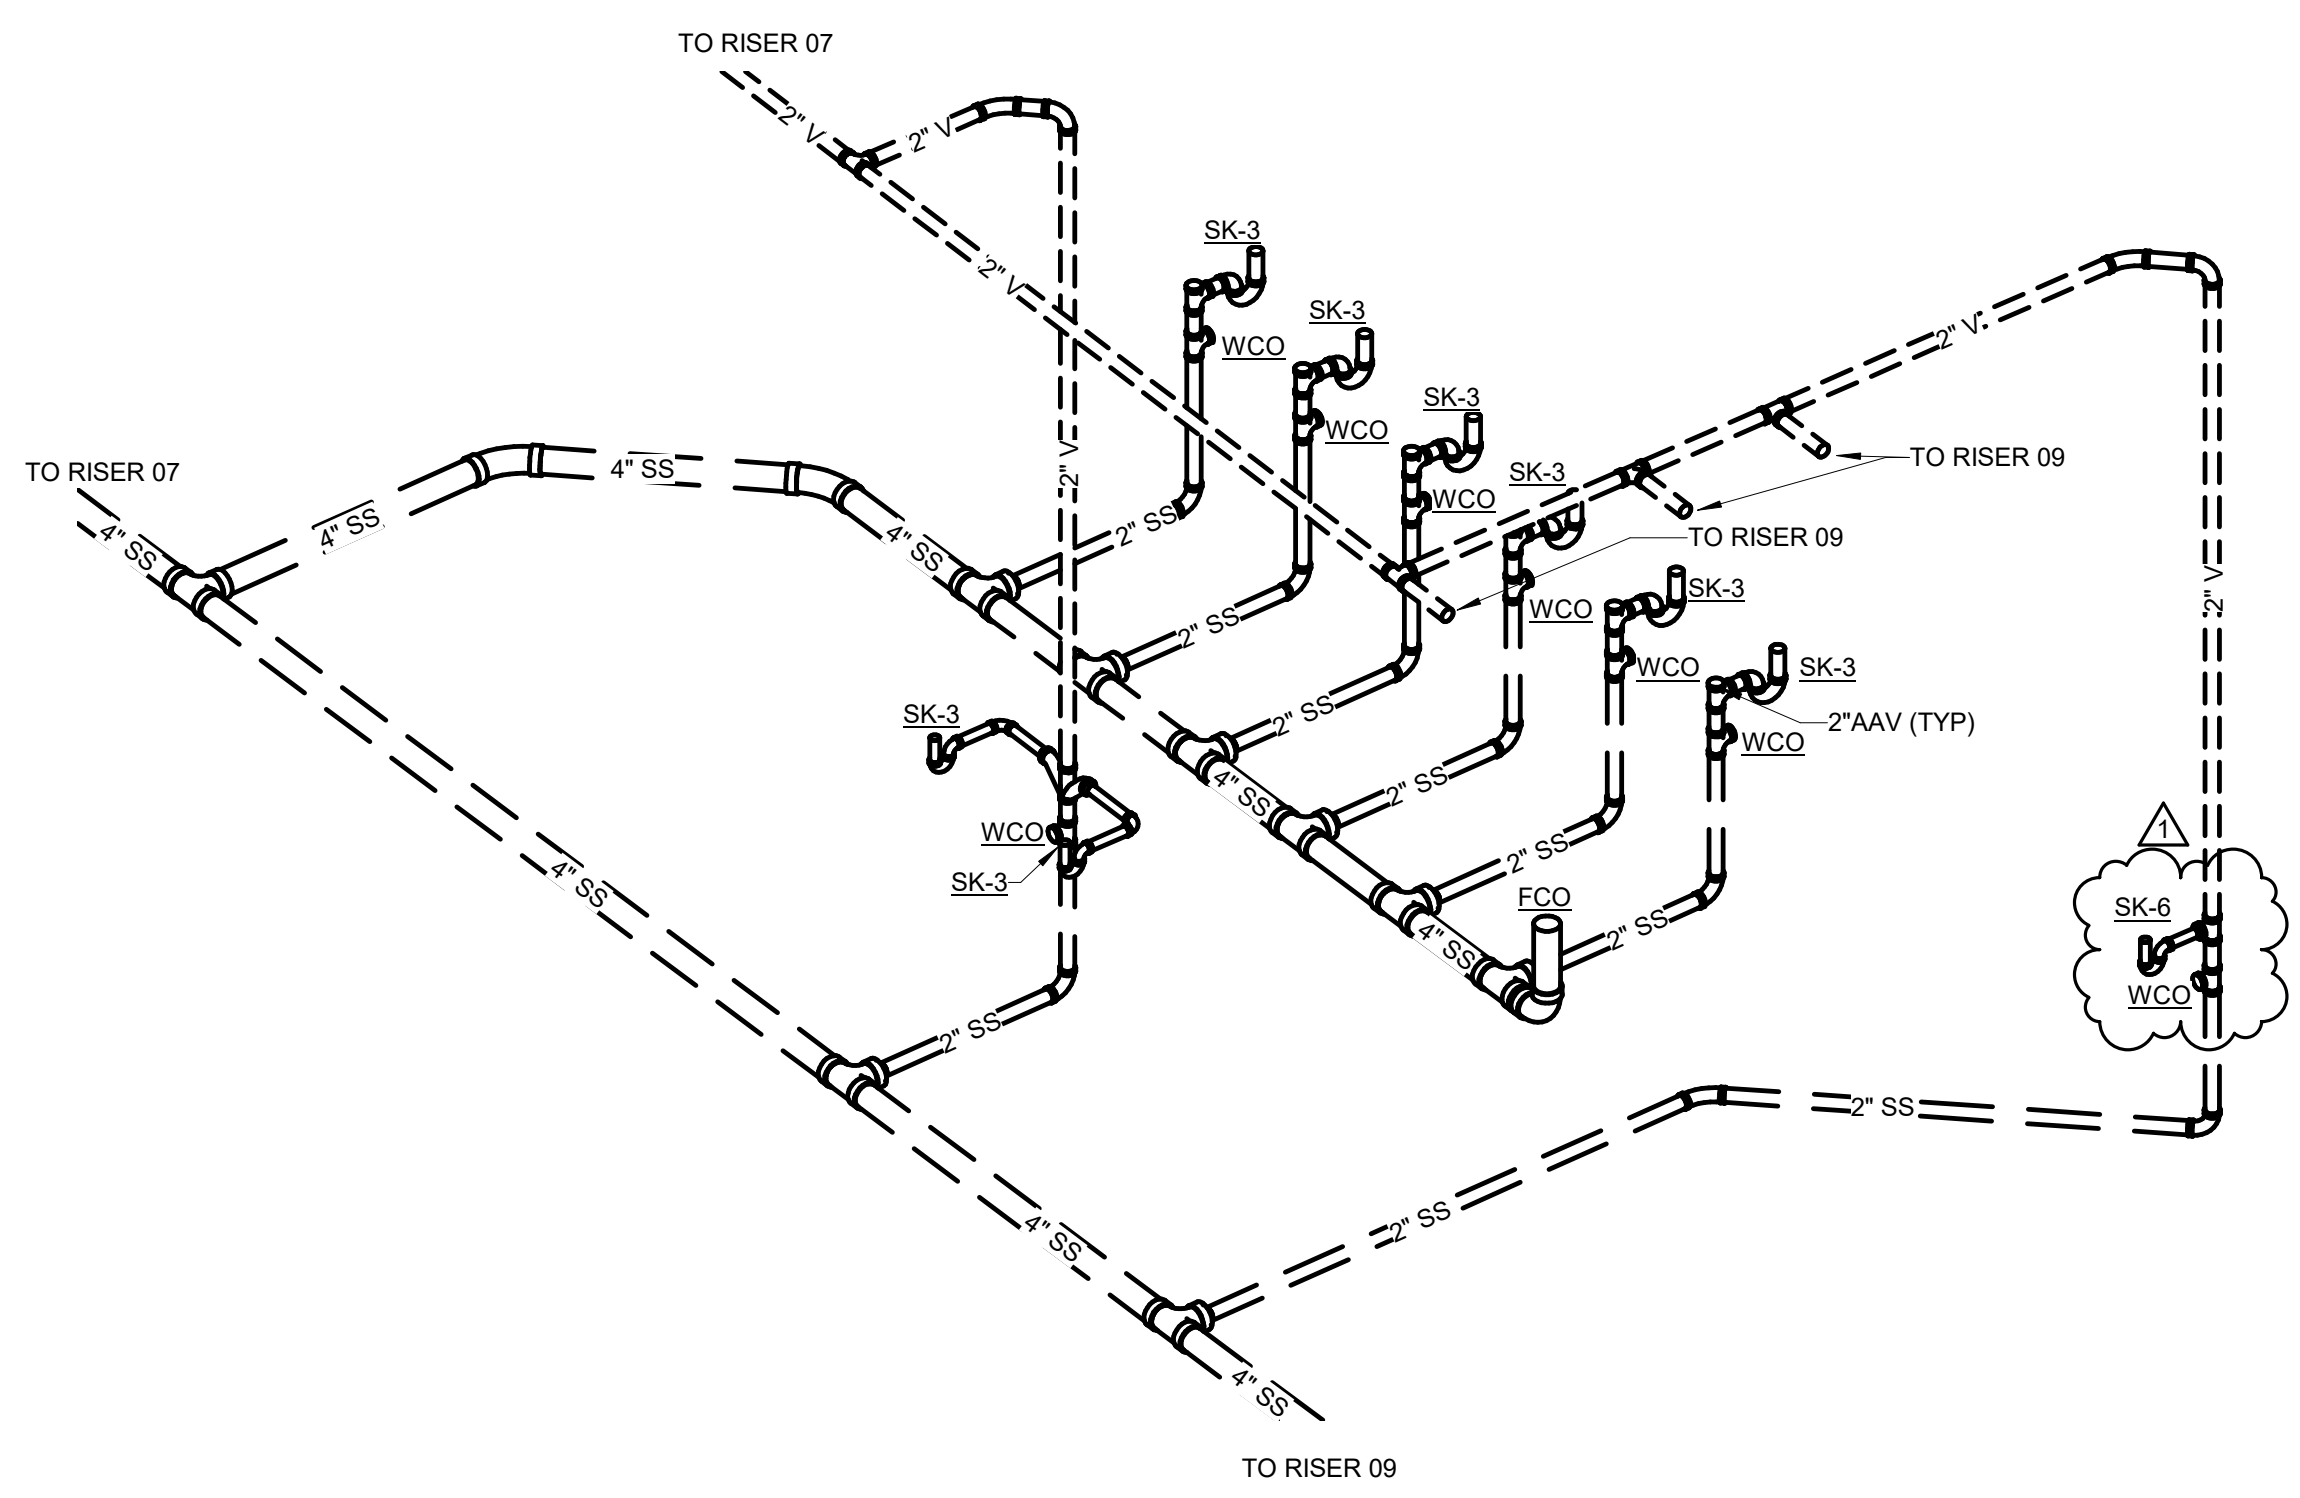 TO RISER 07
2" V
2" V
SK-3
2" V
SK-3
WCO
2" V
SK-3
WCO
TO RISER 07
4" SS
2" V
SK-3
TO RISER 09
WCO
4" SS
2" SS
4" SS
4" SS
TO RISER 09
SK-3
2" V
WCO
2" SS
WCO
SK-3
SK-3
2" SS
2"AAV (TYP)
WCO
4" SS
2" SS
1
WCO
SK-3
2" SS
4" SS
FCO
SK-6
2" SS
4" SS
WCO
2" SS
2" SS
2" SS
4" SS
4" SS
TO RISER 09